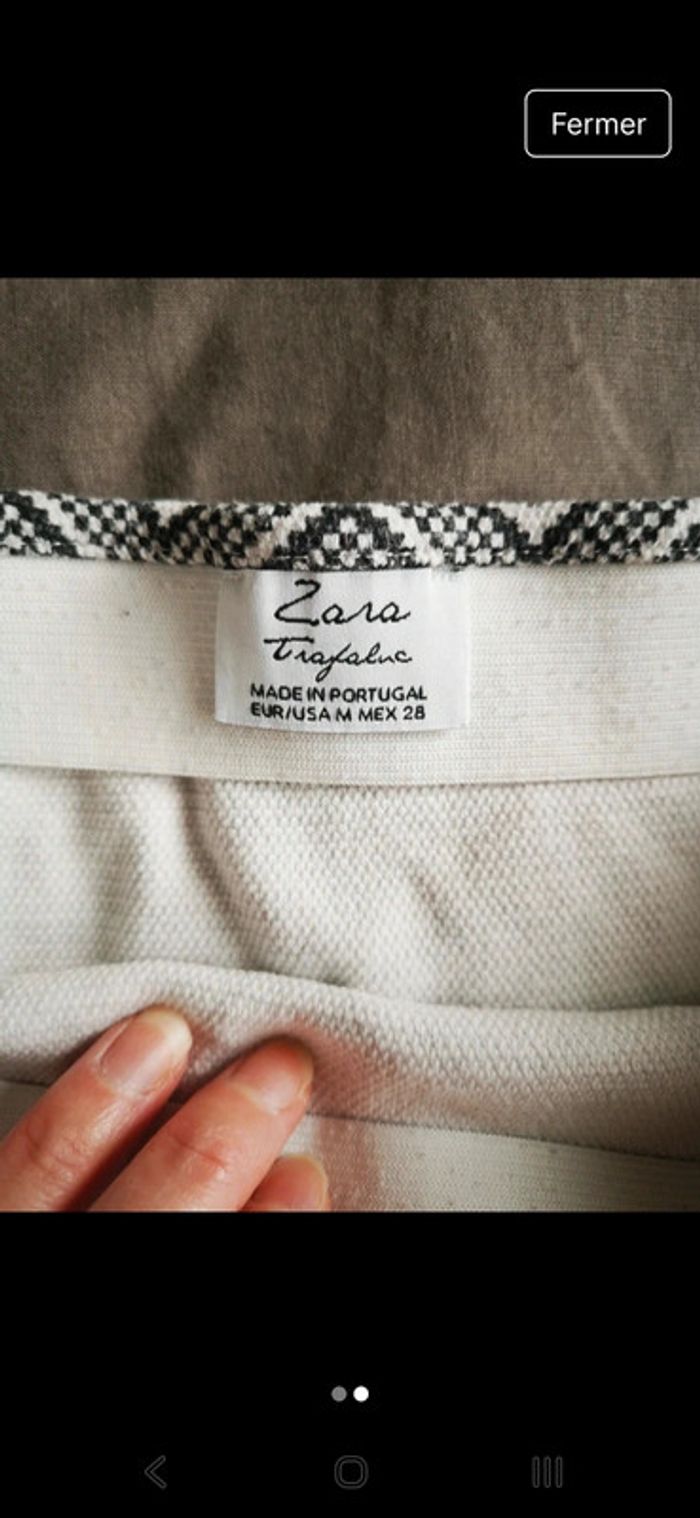 Fermer
Zara
Trafaluc
MADE IN PORTUGAL
EUR/USA M MEX 28